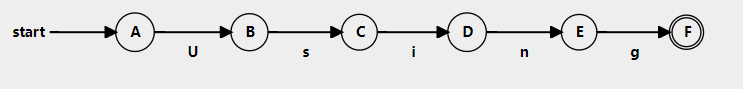 start A B C D E F
U s i n g